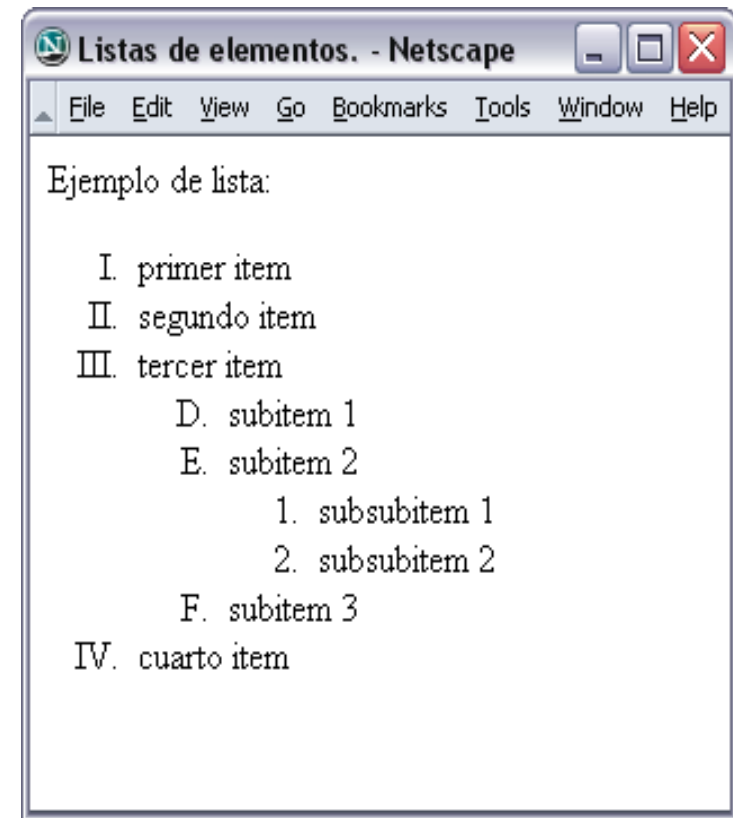 Listas de elementos. - Netscape
File Edit View Go Bookmarks Tools Window Help
Ejemplo de lista:
I. primer item
II. segundo item
III. tercer item
D. subitem 1
E. subitem 2
1. subsubitem 1
2. subsubitem 2
F. subitem 3
IV. cuarto item